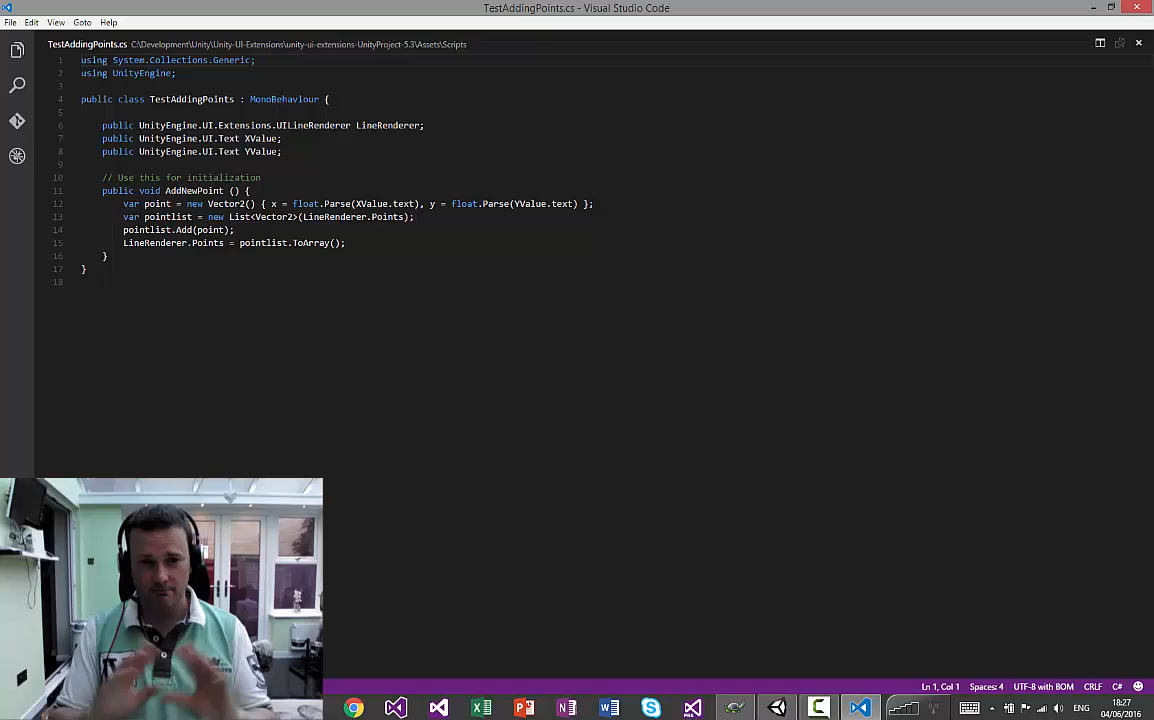 TestAddingPoints.cs - Visual Studio Code
File Edit View Goto Help
TestAddingPoints.cs C:\Development\Unity\Unity-UI-Extensions\unity-ui-extensions-UnityProject-5.3\Assets\Scripts
1 using System.Collections.Generic;
2 using UnityEngine;
3
4 public class TestAddingPoints : MonoBehaviour {
5
6 public UnityEngine.UI.Extensions.UILineRenderer LineRenderer;
7 public UnityEngine.UI.Text XValue;
8 public UnityEngine.UI.Text YValue;
9
10 // Use this for initialization
11 public void AddNewPoint () {
12 var point = new Vector2() { x = float.Parse(XValue.text), y = float.Parse(YValue.text) };
13 var pointlist = new List<Vector2>(LineRenderer.Points);
14 pointlist.Add(point);
15 LineRenderer.Points = pointlist.ToArray();
16 }
17 }
18
Ln 1, Col 1 Spaces: 4 UTF-8 with BOM CRLF C#
ENG 18:27
04/06/2016